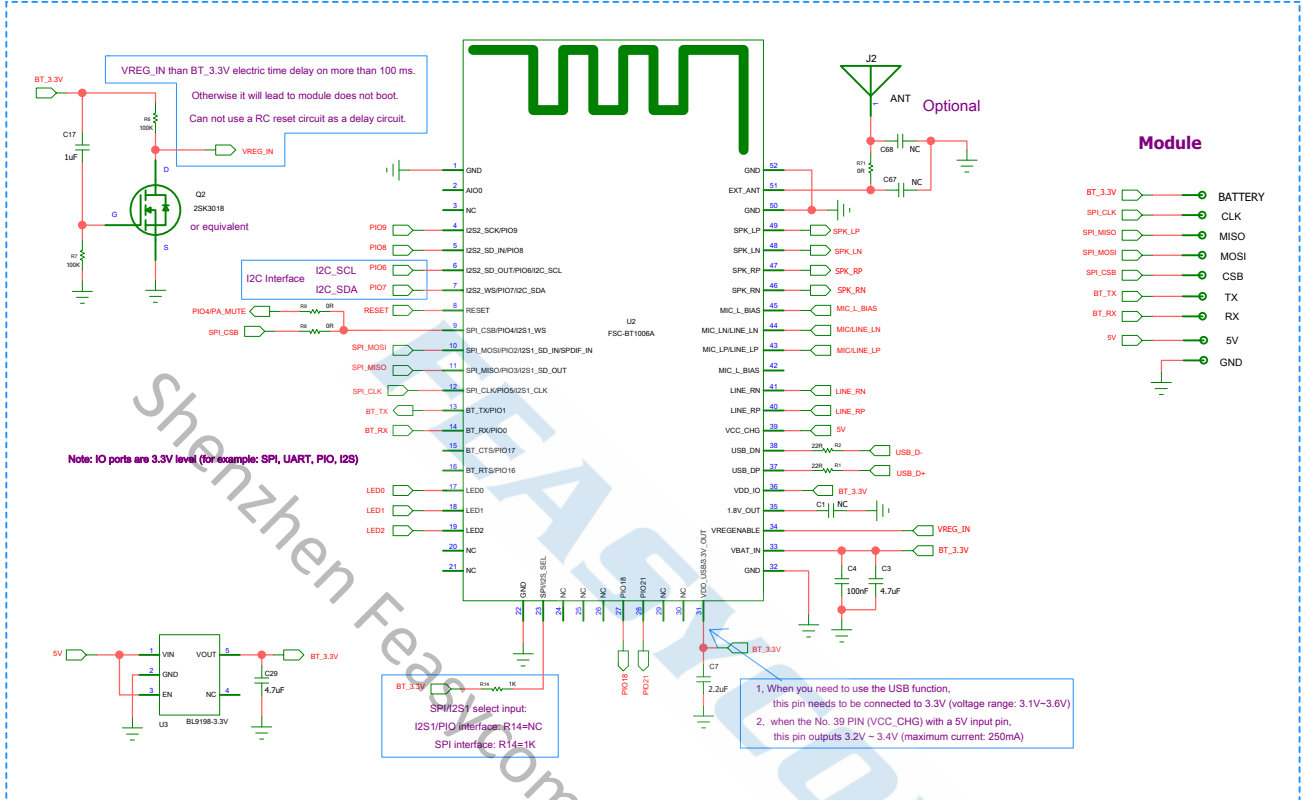 VREG_IN than BT_3.3V electric time delay on more than 100 ms.
Otherwise it will lead to module does not boot.
Can not use a RC reset circuit as a delay circuit.
BT_3.3V
R6
100K
C17
1uF
VREG_IN
D
Q2
2SK3018
or equivalent
G
S
R7
100K
I2C Interface
I2C_SCL
I2C_SDA
PIO9
PIO8
PIO6
PIO7
PIO4/PA_MUTE
R9
0R
RESET
SPI_CSB
R8
0R
SPI_MOSI
SPI_MISO
SPI_CLK
BT_TX
BT_RX
LED0
LED1
LED2
Note: IO ports are 3.3V level (for example: SPI, UART, PIO, I2S)
1 GND
2 AIO0
3 NC
4 I2S2_SCK/PIO9
5 I2S2_SD_IN/PIO8
6 I2S2_SD_OUT/PIO6/I2C_SCL
7 I2S2_WS/PIO7/I2C_SDA
8 RESET
9 SPI_CSB/PIO4/I2S1_WS
10 SPI_MOSI/PIO2/I2S1_SD_IN/SPDIF_IN
11 SPI_MISO/PIO3/I2S1_SD_OUT
12 SPI_CLK/PIO5/I2S1_CLK
13 BT_TX/PIO1
14 BT_RX/PIO0
15 BT_CTS/PIO17
16 BT_RTS/PIO16
17 LED0
18 LED1
19 LED2
20 NC
21 NC
U2
FSC-BT1006A
22 GND
23 SPI/I2S_SEL
24 NC
25 NC
26 NC
27 PIO18
28 PIO21
29 NC
30 NC
31 VDD_USB/3.3V_OUT
GND 52
EXT_ANT 51
GND 50
SPK_LP 49
SPK_LN 48
SPK_RP 47
SPK_RN 46
MIC_L_BIAS 45
MIC_LN/LINE_LN 44
MIC_LP/LINE_LP 43
MIC_L_BIAS 42
LINE_RN 41
LINE_RP 40
VCC_CHG 39
USB_DN 38
USB_DP 37
VDD_IO 36
1.8V_OUT 35
VREGENABLE 34
VBAT_IN 33
GND 32
J2
1
ANT
Optional
C68
NC
R71
0R
C67
NC
SPK_LP
SPK_LN
SPK_RP
SPK_RN
MIC_L_BIAS
MIC/LINE_LN
MIC/LINE_LP
LINE_RN
LINE_RP
5V
22R R2
USB_D-
22R R1
USB_D+
BT_3.3V
C1
NC
VREG_IN
BT_3.3V
C4
100nF
C3
4.7uF
Module
BT_3.3V BATTERY
SPI_CLK CLK
SPI_MISO MISO
SPI_MOSI MOSI
SPI_CSB CSB
BT_TX TX
BT_RX RX
5V 5V
GND
5V
1 VIN
2 GND
3 EN
VOUT 5
NC 4
U3
BL9198-3.3V
C29
4.7uF
BT_3.3V
BT_3.3V
R14
1K
SPI/I2S1 select input:
I2S1/PIO interface: R14=NC
SPI interface: R14=1K
PIO18
PIO21
BT_3.3V
C7
2.2uF
1, When you need to use the USB function,
this pin needs to be connected to 3.3V (voltage range: 3.1V~3.6V)
2, when the No. 39 PIN (VCC_CHG) with a 5V input pin,
this pin outputs 3.2V ~ 3.4V (maximum current: 250mA)
Shenzhen Feasycom
FEASYCO